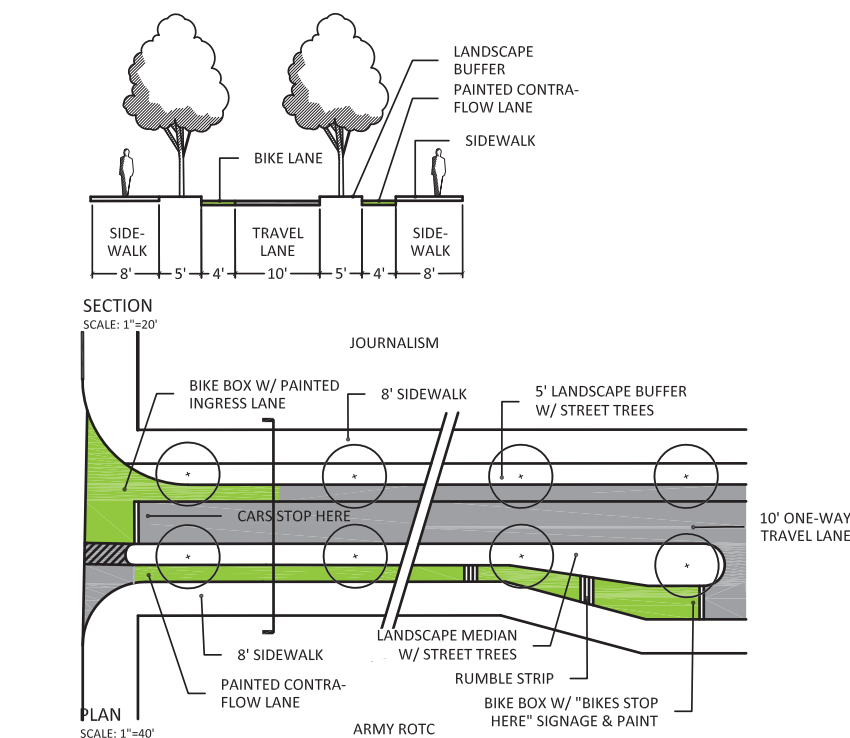 LANDSCAPE
BUFFER
PAINTED CONTRA-
FLOW LANE
SIDEWALK
BIKE LANE
SIDE-
WALK
TRAVEL
LANE
SIDE-
WALK
8' 5' 4' 10' 5' 4' 8'
SECTION
SCALE: 1"=20'
JOURNALISM
BIKE BOX W/ PAINTED
INGRESS LANE
8' SIDEWALK
5' LANDSCAPE BUFFER
W/ STREET TREES
CARS STOP HERE
10' ONE-WAY
TRAVEL LANE
LANDSCAPE MEDIAN
W/ STREET TREES
8' SIDEWALK
RUMBLE STRIP
PAINTED CONTRA-
FLOW LANE
BIKE BOX W/ "BIKES STOP
HERE" SIGNAGE & PAINT
PLAN
SCALE: 1"=40'
ARMY ROTC